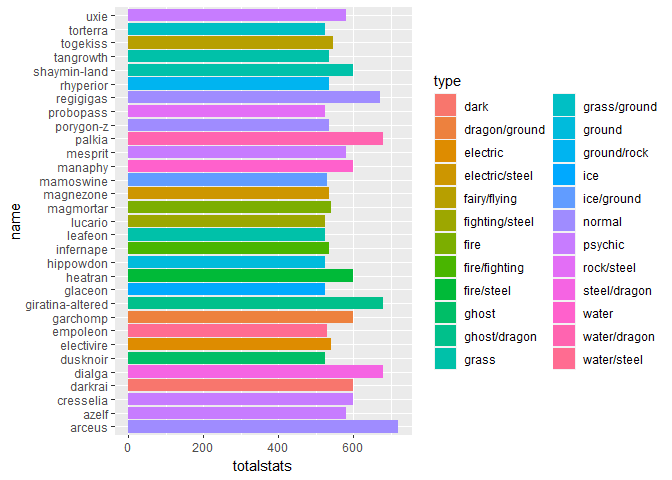 uxie
torterra
togekiss
tangrowth
shaymin-land
rhyperior
regigigas
probopass
porygon-z
palkia
mesprit
manaphy
mamoswine
magnezone
magmortar
lucario
leafeon
infernape
hippowdon
heatran
glaceon
giratina-altered
garchomp
empoleon
electivire
dusknoir
dialga
darkrai
cresselia
azelf
arceus
name
0 200 400 600
totalstats
type
dark
dragon/ground
electric
electric/steel
fairy/flying
fighting/steel
fire
fire/fighting
fire/steel
ghost
ghost/dragon
grass
grass/ground
ground
ground/rock
ice
ice/ground
normal
psychic
rock/steel
steel/dragon
water
water/dragon
water/steel